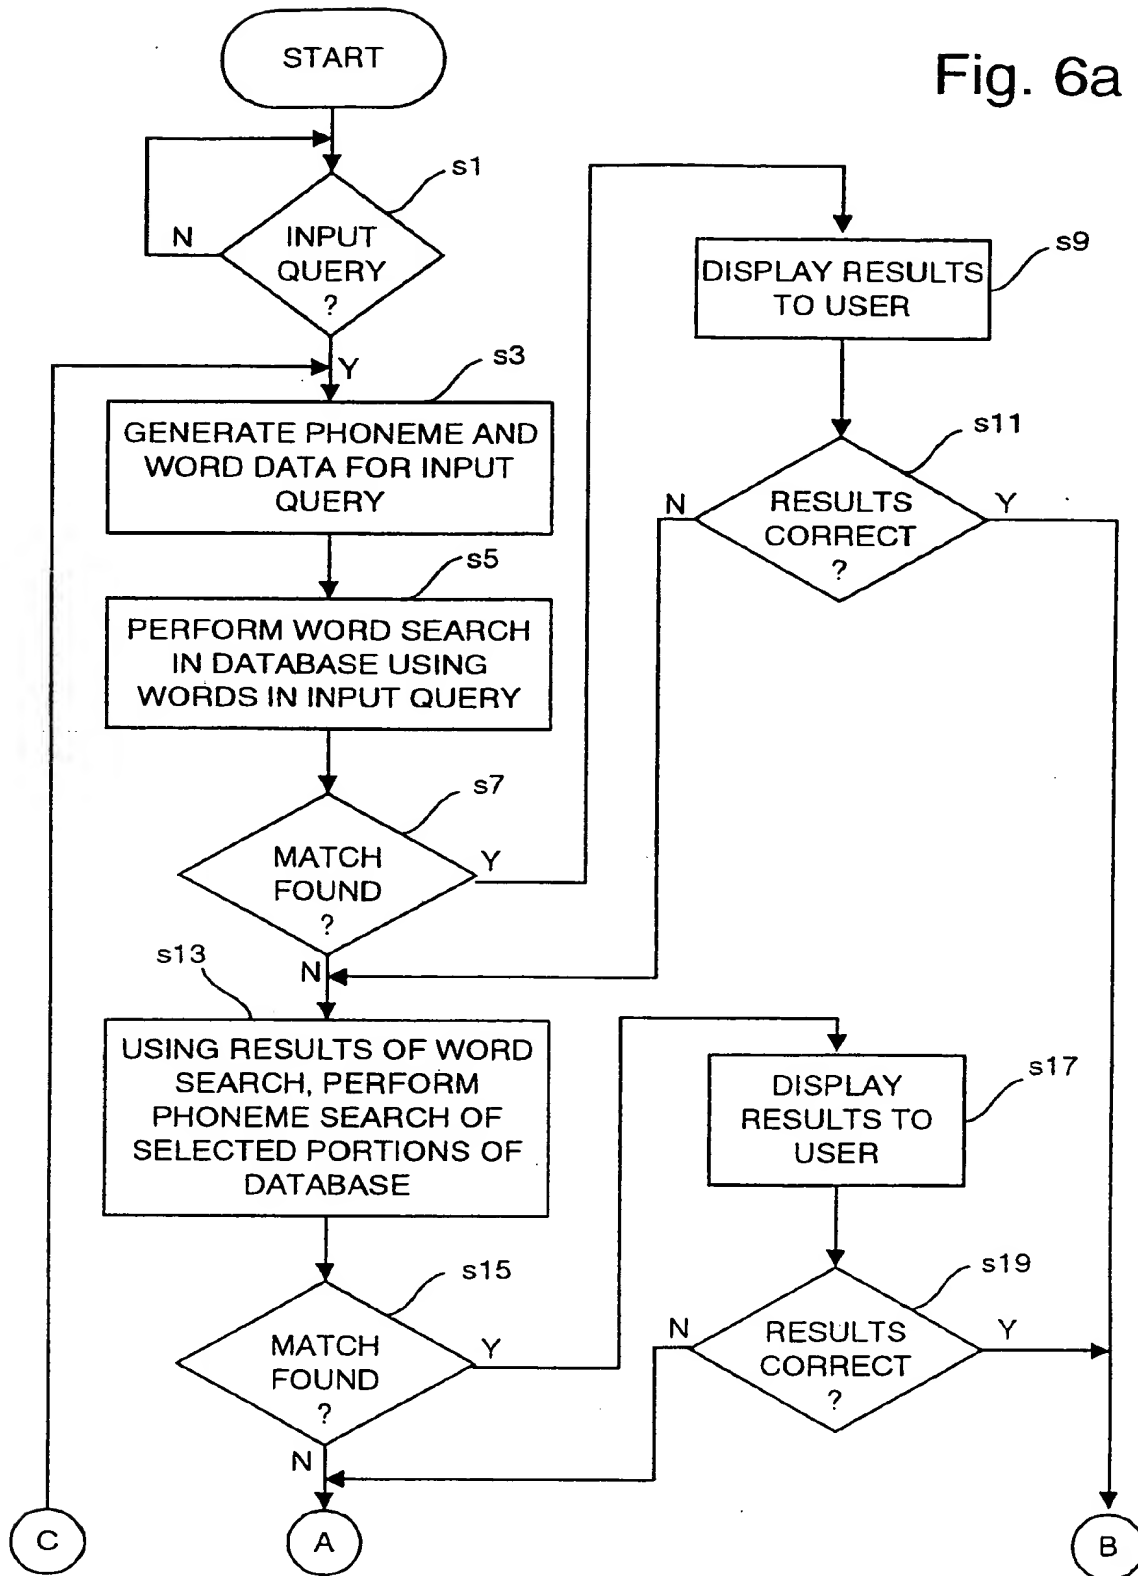 Fig. 6a
START
s1
N
INPUT
QUERY
?
Y
s3
GENERATE PHONEME AND
WORD DATA FOR INPUT
QUERY
s5
PERFORM WORD SEARCH
IN DATABASE USING
WORDS IN INPUT QUERY
s7
MATCH
FOUND
?
Y
N
s9
DISPLAY RESULTS
TO USER
s11
N
RESULTS
CORRECT
?
Y
s13
USING RESULTS OF WORD
SEARCH, PERFORM
PHONEME SEARCH OF
SELECTED PORTIONS OF
DATABASE
s15
MATCH
FOUND
?
Y
N
s17
DISPLAY
RESULTS TO
USER
s19
N
RESULTS
CORRECT
?
Y
C
A
B